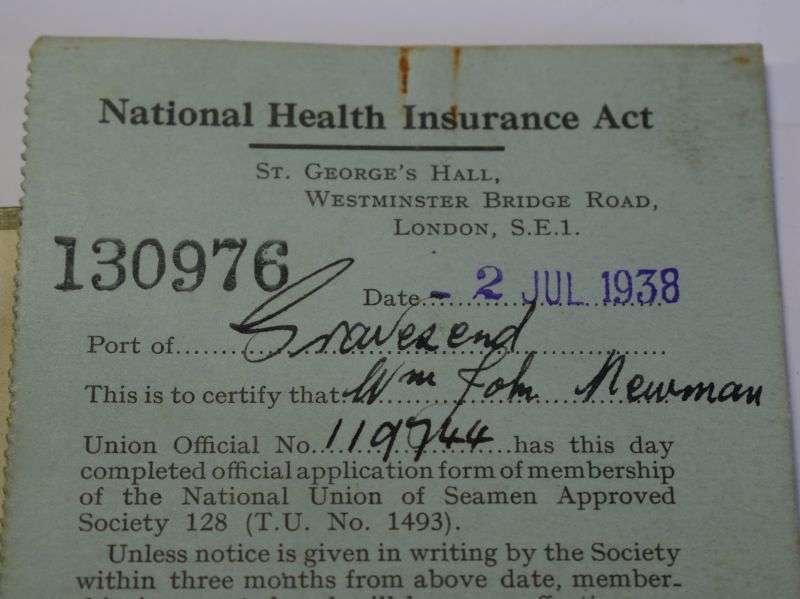 National Health Insurance Act
St. George's Hall,
Westminster Bridge Road,
London, S.E.1.
130976
Date - 2 JUL 1938
Port of Gravesend
This is to certify that Wm John Newman
Union Official No. 119744 has this day
completed official application form of membership
of the National Union of Seamen Approved
Society 128 (T.U. No. 1493).
Unless notice is given in writing by the Society
within three months from above date, member-